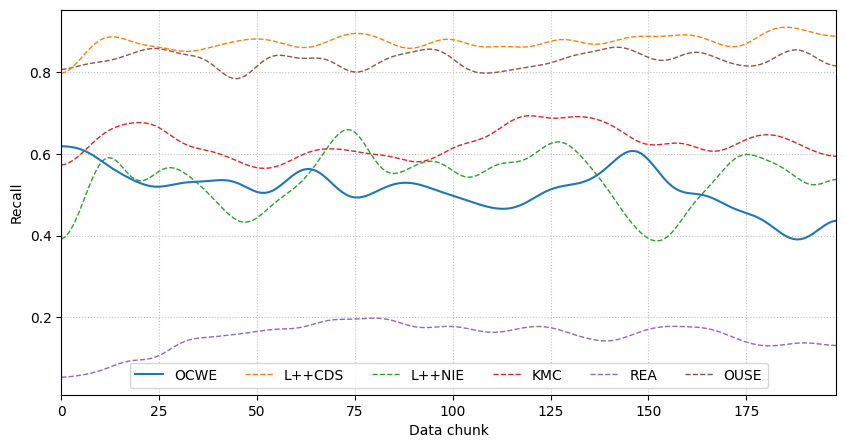 Recall
0.8
0.6
0.4
0.2
OCWE L++CDS L++NIE KMC REA OUSE
0 25 50 75 100 125 150 175
Data chunk